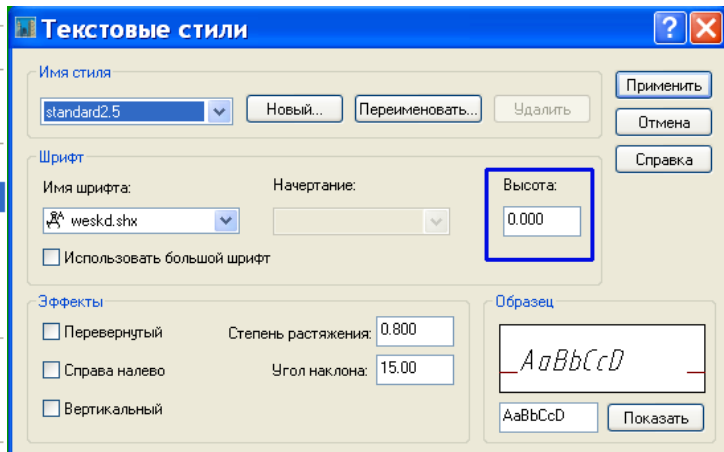 Текстовые стили
Имя стиля
standard2.5
Новый...
Переименовать...
Удалить
Применить
Отмена
Справка
Шрифт
Имя шрифта:
Начертание:
Высота:
weskd.shx
0.000
Использовать большой шрифт
Эффекты
Перевернутый
Степень растяжения:
0.800
Справа налево
Угол наклона:
15.00
Вертикальный
Образец
AaBbCcD
AaBbCcD
Показать